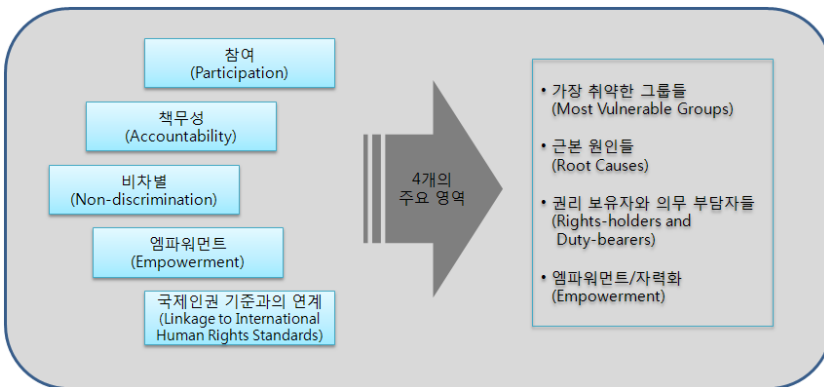 참여
(Participation)
책무성
(Accountability)
비차별
(Non-discrimination)
엠파워먼트
(Empowerment)
국제인권 기준과의 연계
(Linkage to International
Human Rights Standards)
4개의
주요 영역
• 가장 취약한 그룹들
(Most Vulnerable Groups)
• 근본 원인들
(Root Causes)
• 권리 보유자와 의무 부담자들
(Rights-holders and
Duty-bearers)
• 엠파워먼트/자력화
(Empowerment)